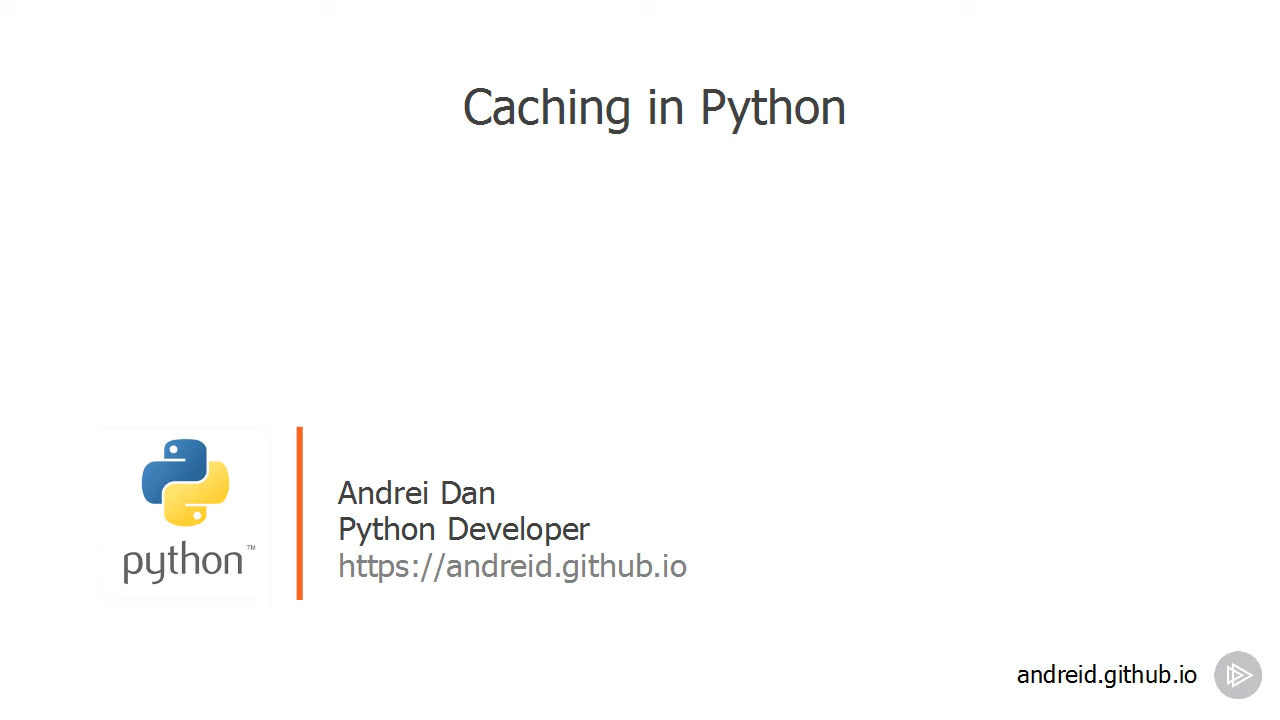 Caching in Python
python™
Andrei Dan
Python Developer
https://andreid.github.io
andreid.github.io